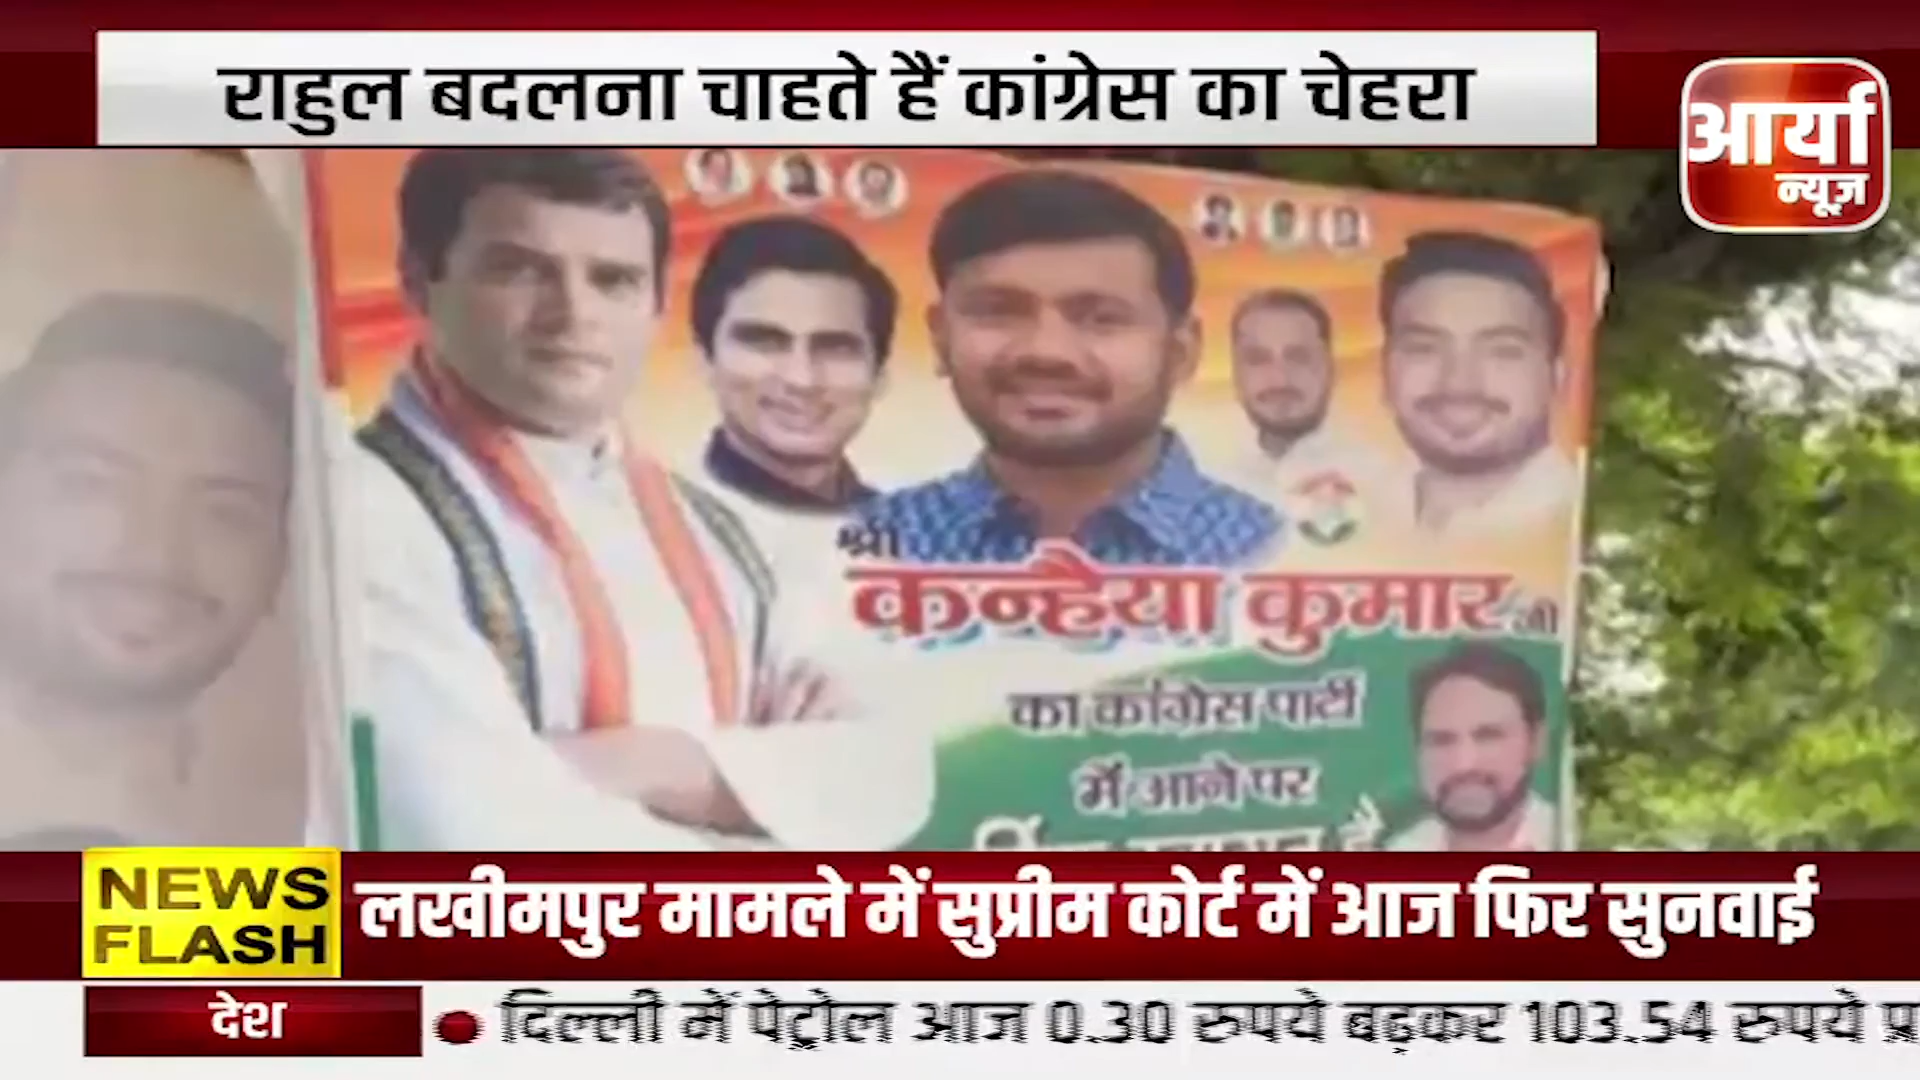 राहुल बदलना चाहते हैं कांग्रेस का चेहरा
आर्या
न्यूज़
श्री
कन्हैया कुमार जी
का कांग्रेस पार्टी
में आने पर
NEWS
FLASH
लखीमपुर मामले में सुप्रीम कोर्ट में आज फिर सुनवाई
देश
दिल्ली में पेट्रोल आज 0.30 रुपये बढ़कर 103.54 रुपये प्र